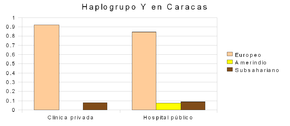 Haplogrupo Y en Caracas
1
0.9
0.8
0.7
0.6
0.5
0.4
0.3
0.2
0.1
0
Clínica privada
Hospital público
Europeo
Amerindio
Subsahariano